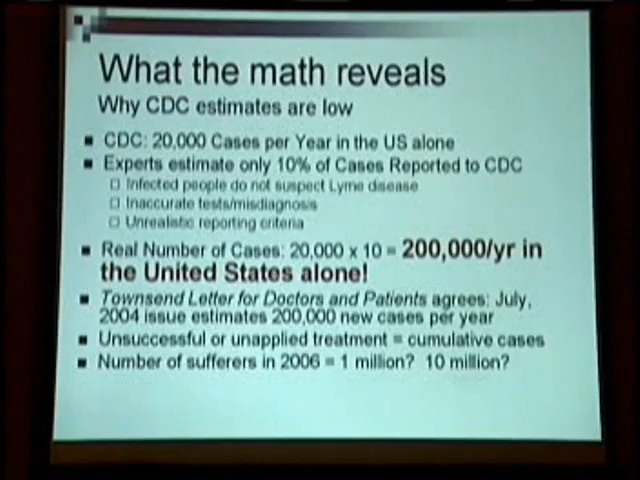 What the math reveals
Why CDC estimates are low
CDC: 20,000 Cases per Year in the US alone
Experts estimate only 10% of Cases Reported to CDC
Infected people do not suspect Lyme disease
Inaccurate tests/misdiagnosis
Unrealistic reporting criteria
Real Number of Cases: 20,000 x 10 = 200,000/yr in
the United States alone!
Townsend Letter for Doctors and Patients agrees: July,
2004 issue estimates 200,000 new cases per year
Unsuccessful or unapplied treatment = cumulative cases
Number of sufferers in 2006 = 1 million? 10 million?